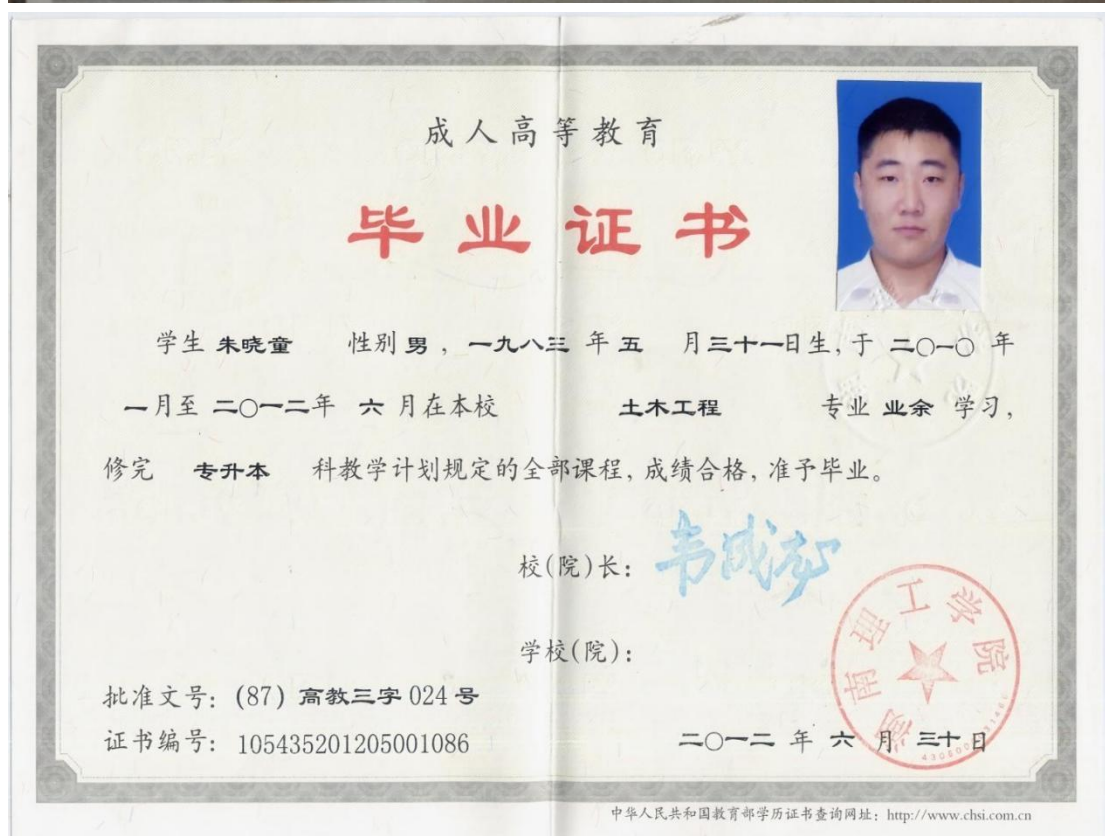 成人高等教育
毕业证书
学生 朱晓童 性别 男 , 一九八三 年 五 月 三十一日生, 于 二〇一〇 年
一月至 二〇一二年 六 月在本校 土木工程 专业 业余 学习,
修完 专升本 科教学计划规定的全部课程, 成绩合格, 准予毕业。
校(院)长:
学校(院):
湖南理工学院
批准文号: (87) 高教三字 024 号
证书编号: 105435201205001086
二〇一二 年 六 月 三十日
中华人民共和国教育部学历证书查询网址: http://www.chsi.com.cn